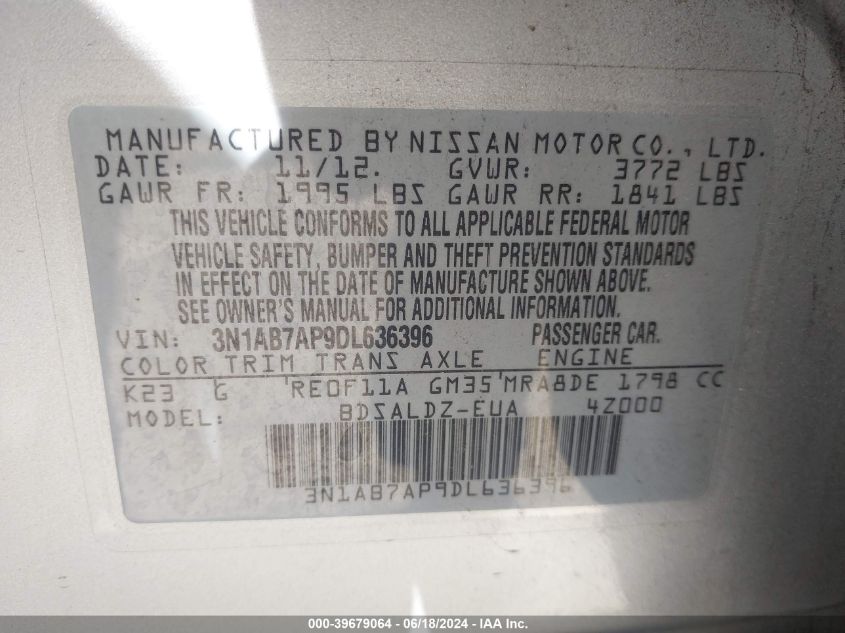 MANUFACTURED BY NISSAN MOTOR CO., LTD.
DATE: 11/12. GVWR: 3772 LBS
GAWR FR: 1995 LBS GAWR RR: 1841 LBS
THIS VEHICLE CONFORMS TO ALL APPLICABLE FEDERAL MOTOR
VEHICLE SAFETY, BUMPER AND THEFT PREVENTION STANDARDS
IN EFFECT ON THE DATE OF MANUFACTURE SHOWN ABOVE.
SEE OWNER'S MANUAL FOR ADDITIONAL INFORMATION.
VIN: 3N1AB7AP9DL636396 PASSENGER CAR.
COLOR TRIM TRANS AXLE ENGINE
K23 G RE0F11A GM35 MRA8DE 1798 CC
MODEL: BDSALDZ-EUA 4Z000
3N1AB7AP9DL636396
000-39679064 - 06/18/2024 - IAA Inc.